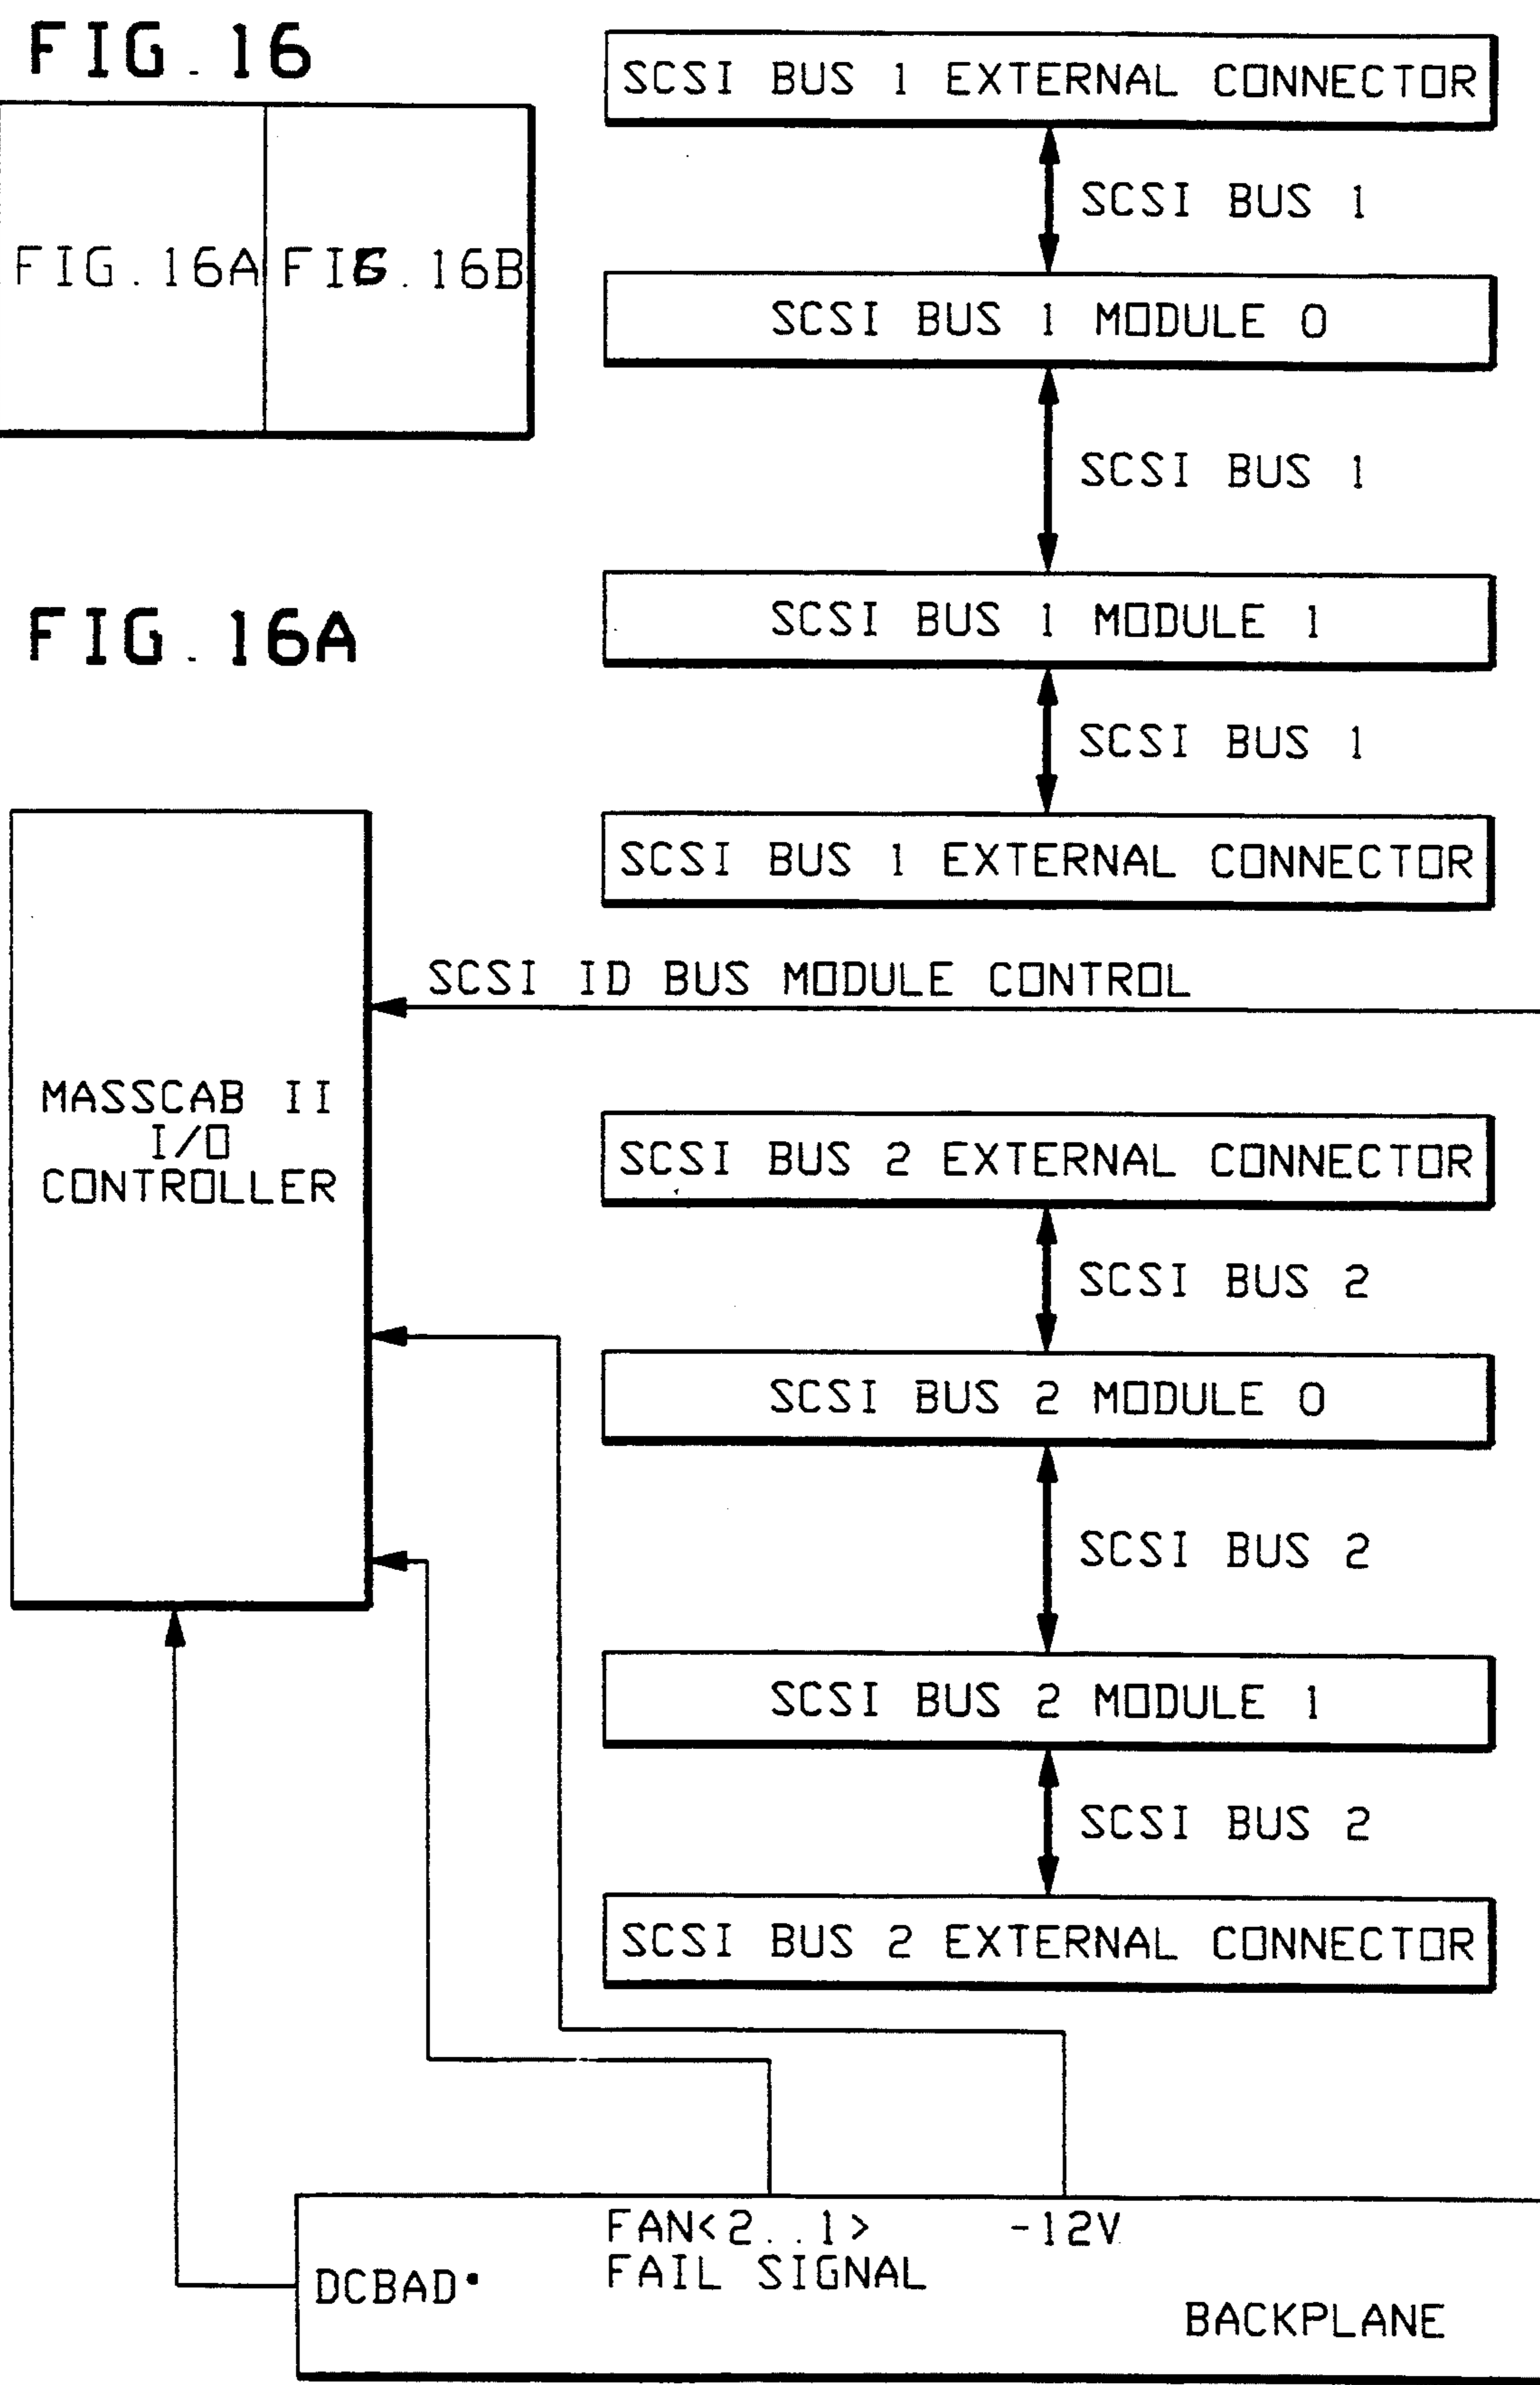 FIG. 16
FIG. 16A
FIG. 16B
SCSI BUS 1 EXTERNAL CONNECTOR
SCSI BUS 1
SCSI BUS 1 MODULE 0
SCSI BUS 1
FIG. 16A
SCSI BUS 1 MODULE 1
SCSI BUS 1
SCSI BUS 1 EXTERNAL CONNECTOR
SCSI ID BUS MODULE CONTROL
MASSCAB II
I/O
CONTROLLER
SCSI BUS 2 EXTERNAL CONNECTOR
SCSI BUS 2
SCSI BUS 2 MODULE 0
SCSI BUS 2
SCSI BUS 2 MODULE 1
SCSI BUS 2
SCSI BUS 2 EXTERNAL CONNECTOR
FAN<2..1>
FAIL SIGNAL
-12V
DCBAD*
BACKPLANE